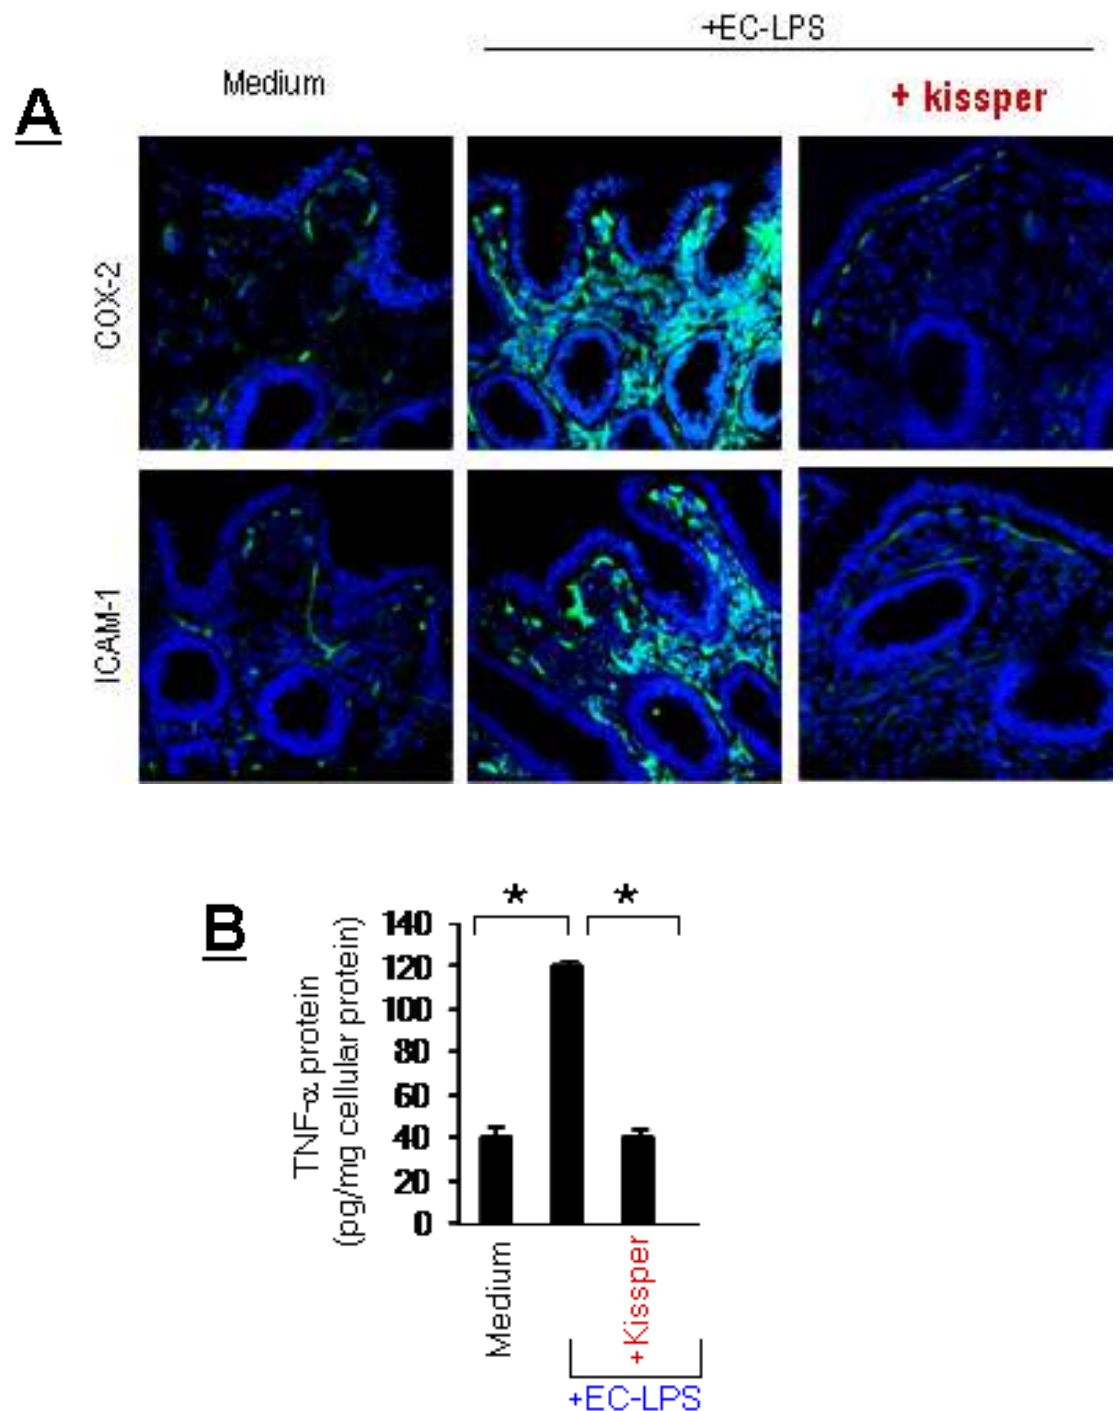 +EC-LPS
Medium
+ kissper
A
COX-2
ICAM-1
B
* *
TNF-α protein
(pg/mg cellular protein)
140
120
100
80
60
40
20
0
Medium
+Kissper
+EC-LPS